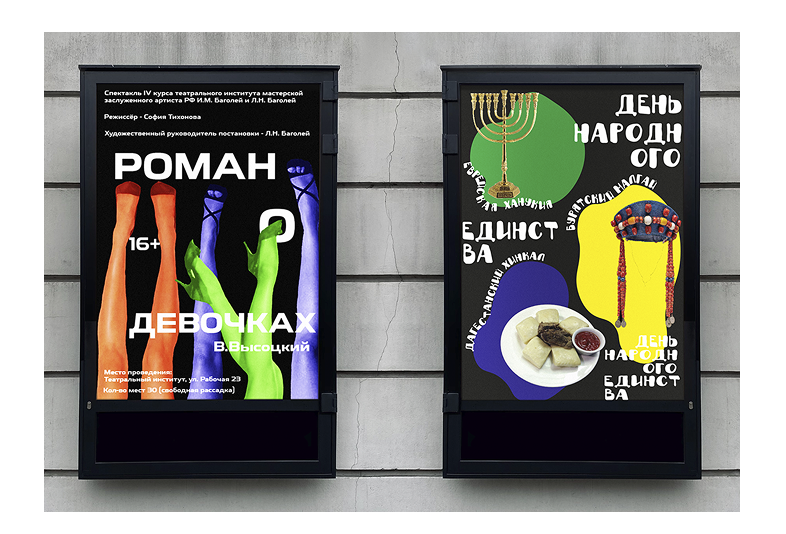 Спектакль IV курса театрального института мастерской
заслуженного артиста РФ И.М. Баголей и Л.Н. Баголей
Режиссёр - София Тихонова
Художественный руководитель постановки - Л.Н. Баголей
РОМАН
О
16+
ДЕВОЧКАХ
В.Высоцкий
Место проведения:
Театральный институт, ул. Рабочая 23
Кол-во мест 30 (свободная рассадка)
ДЕНЬ
НАРОДН
ОГО
ЕВРЕЙСКАЯ ХАНУКИЯ
БУРЯТСКИЙ МАЛГАЙ
ЕДИНСТ
ВА
ДАГЕСТАНСКИЙ ХИНКАЛ
ДЕНЬ
НАРОДН
ОГО
ЕДИНСТ
ВА